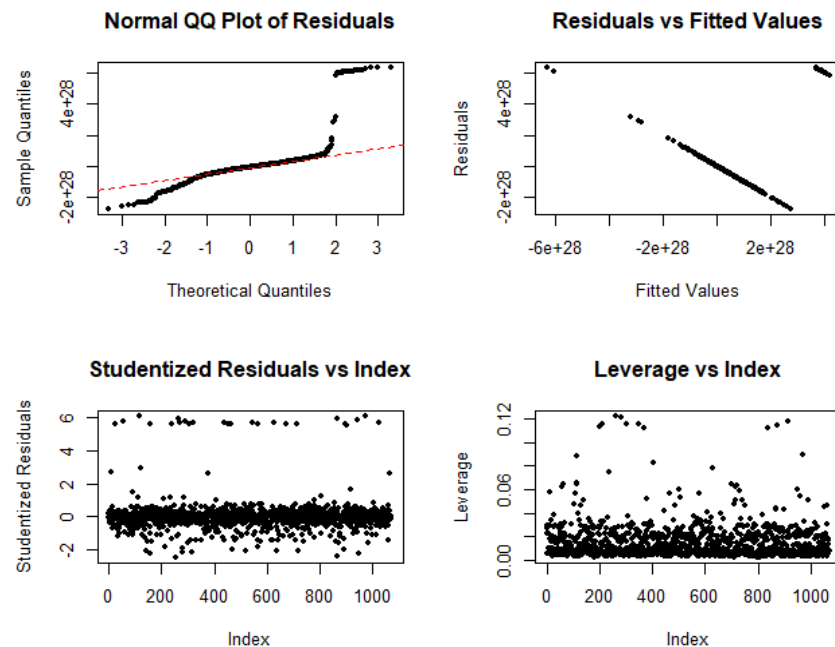 Normal QQ Plot of Residuals
Sample Quantiles
-2e+28 4e+28
-3 -2 -1 0 1 2 3
Theoretical Quantiles
Residuals vs Fitted Values
Residuals
-2e+28 4e+28
-6e+28 -2e+28 2e+28
Fitted Values
Studentized Residuals vs Index
Studentized Residuals
-2 0 2 4 6
0 200 400 600 800 1000
Index
Leverage vs Index
Leverage
0.00 0.06 0.12
0 200 400 600 800 1000
Index